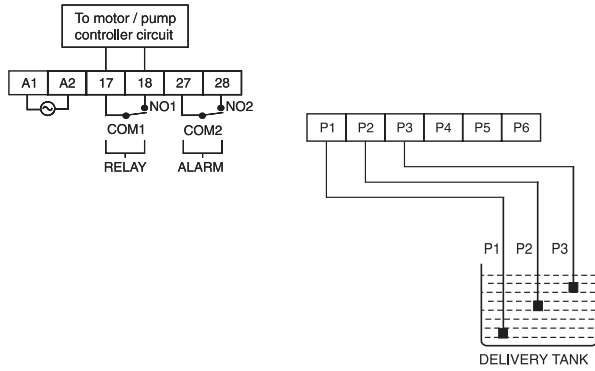 To motor / pump
controller circuit
A1 A2 17 18 27 28
NO1 NO2
COM1 COM2
RELAY ALARM
P1 P2 P3 P4 P5 P6
P1 P2 P3
DELIVERY TANK